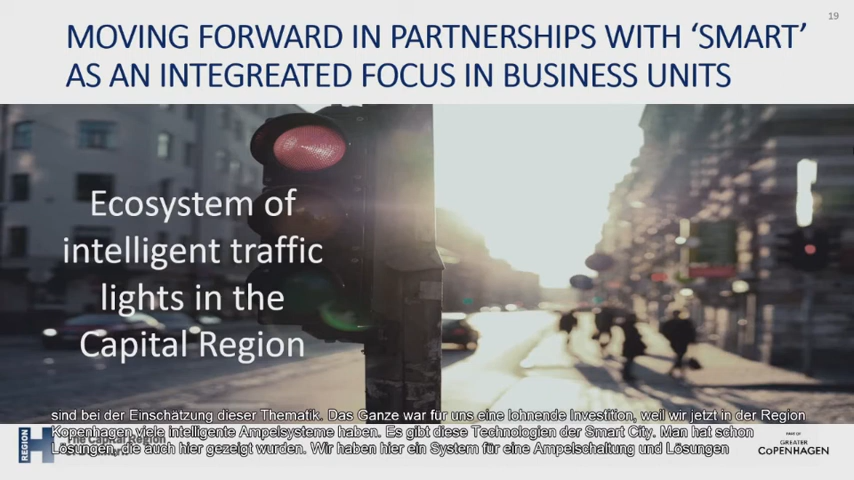 19
MOVING FORWARD IN PARTNERSHIPS WITH ‘SMART’
AS AN INTEGREATED FOCUS IN BUSINESS UNITS
Ecosystem of
intelligent traffic
lights in the
Capital Region
sind bei der Einschätzung dieser Thematik. Das Ganze war für uns eine lohnende Investition, weil wir jetzt in der Region
Kopenhagen viele intelligente Ampelsysteme haben. Es gibt diese Technologien der Smart City. Man hat schon
Lösungen, die auch hier gezeigt wurden. Wir haben hier ein System für eine Ampelschaltung und Lösungen
REGION
The Capital Region
PART OF
GREATER
COPENHAGEN